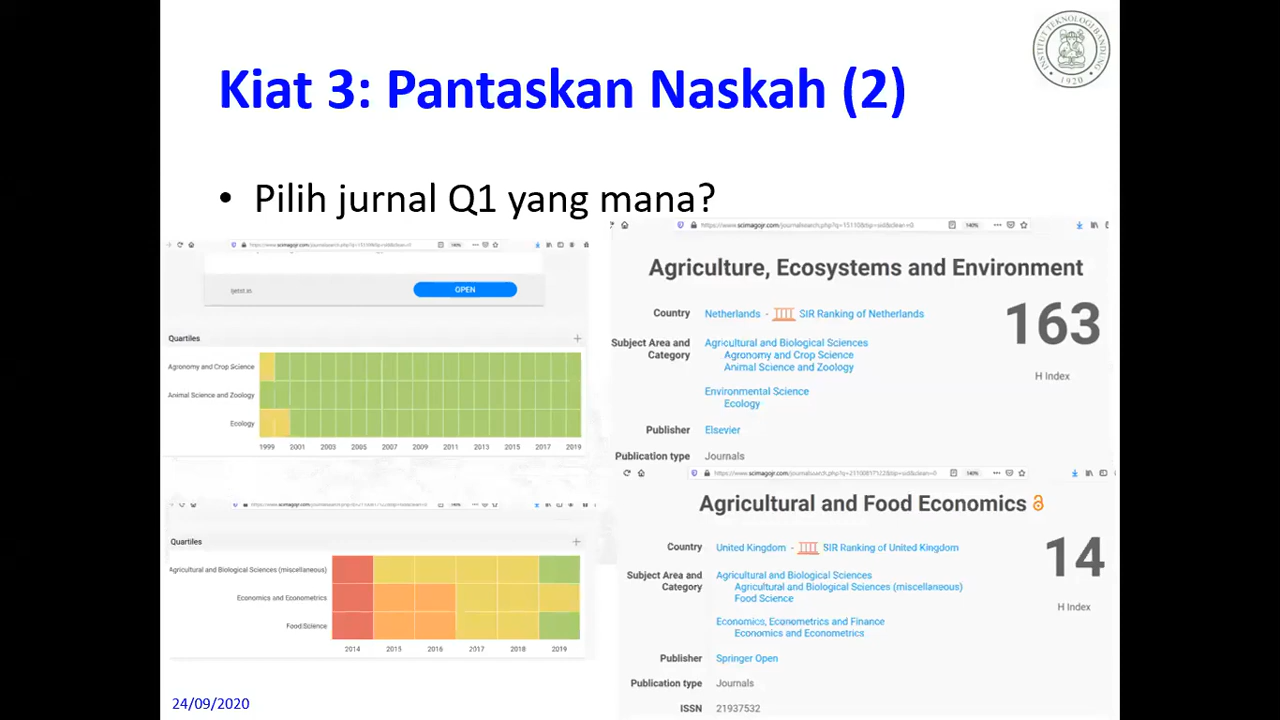 Kiat 3: Pantaskan Naskah (2)
INSTITUT TEKNOLOGI BANDUNG
1920
• Pilih jurnal Q1 yang mana?
OPEN
Quartiles
Agronomy and Crop Science
Animal Science and Zoology
Ecology
1999 2001 2003 2005 2007 2009 2011 2013 2015 2017 2019
140%
Agriculture, Ecosystems and Environment
Country
Netherlands - SIR Ranking of Netherlands
163
H Index
Subject Area and Category
Agricultural and Biological Sciences
Agronomy and Crop Science
Animal Science and Zoology
Environmental Science
Ecology
Publisher
Elsevier
Publication type
Journals
Quartiles
Agricultural and Biological Sciences (miscellaneous)
Economics and Econometrics
Food Science
2014 2015 2016 2017 2018 2019
140%
Agricultural and Food Economics
Country
United Kingdom - SIR Ranking of United Kingdom
14
H Index
Subject Area and Category
Agricultural and Biological Sciences
Agricultural and Biological Sciences (miscellaneous)
Food Science
Economics, Econometrics and Finance
Economics and Econometrics
Publisher
Springer Open
Publication type
Journals
ISSN
21937532
24/09/2020